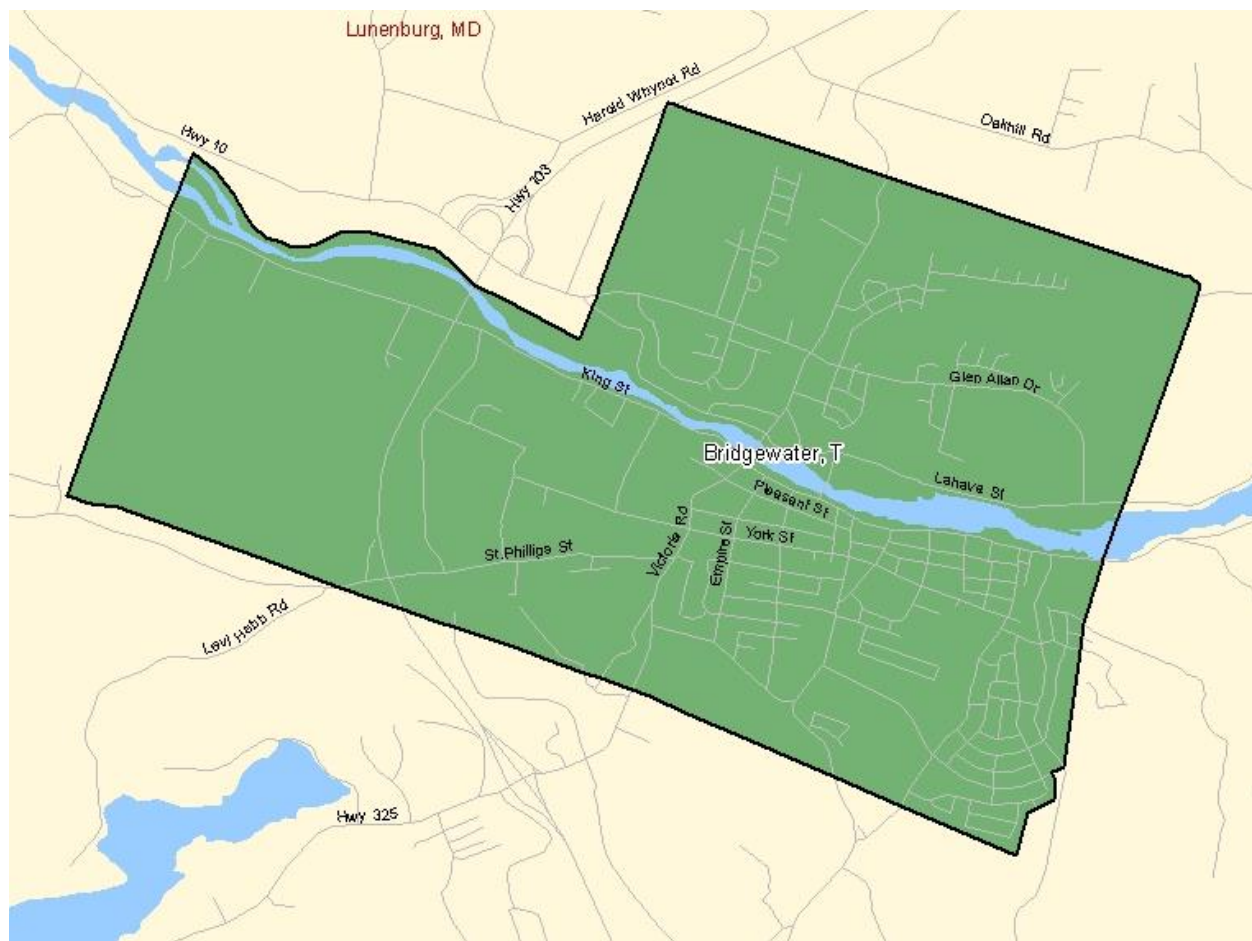 Lunenburg, MD
Harold Whynot Rd
Oakhill Rd
Hwy 10
Hwy 103
King St
Glen Allan Dr
Bridgewater, T
Lahave St
Pleasant St
York St
Victoria Rd
Empire St
St.Phillips St
Levi Hebb Rd
Hwy 325